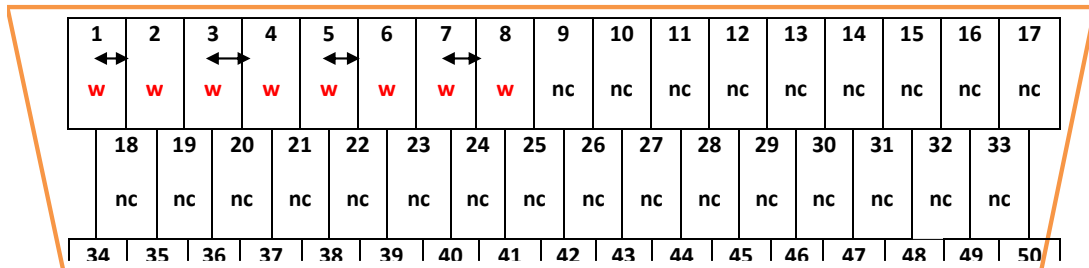 1 2 3 4 5 6 7 8 9 10 11 12 13 14 15 16 17
w w w w w w w w nc nc nc nc nc nc nc nc nc
18 19 20 21 22 23 24 25 26 27 28 29 30 31 32 33
nc nc nc nc nc nc nc nc nc nc nc nc nc nc nc nc
34 35 36 37 38 39 40 41 42 43 44 45 46 47 48 49 50